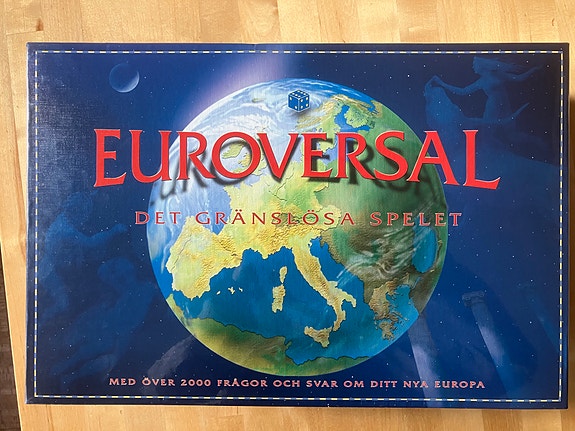 EUROVERSAL
DET GRÄNSLÖSA SPELET
MED ÖVER 2000 FRÅGOR OCH SVAR OM DITT NYA EUROPA